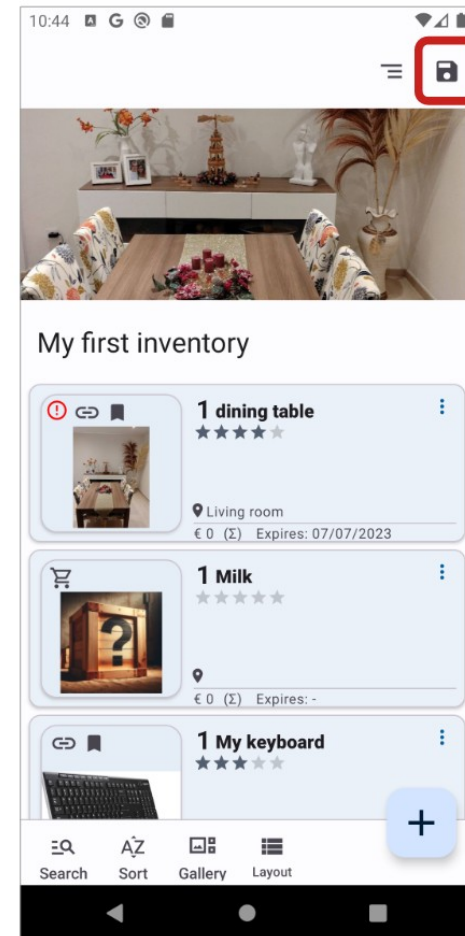 10:44
My first inventory
1 dining table
Living room
€ 0 (Σ) Expires: 07/07/2023
1 Milk
?
€ 0 (Σ) Expires: -
1 My keyboard
Search Sort Gallery Layout